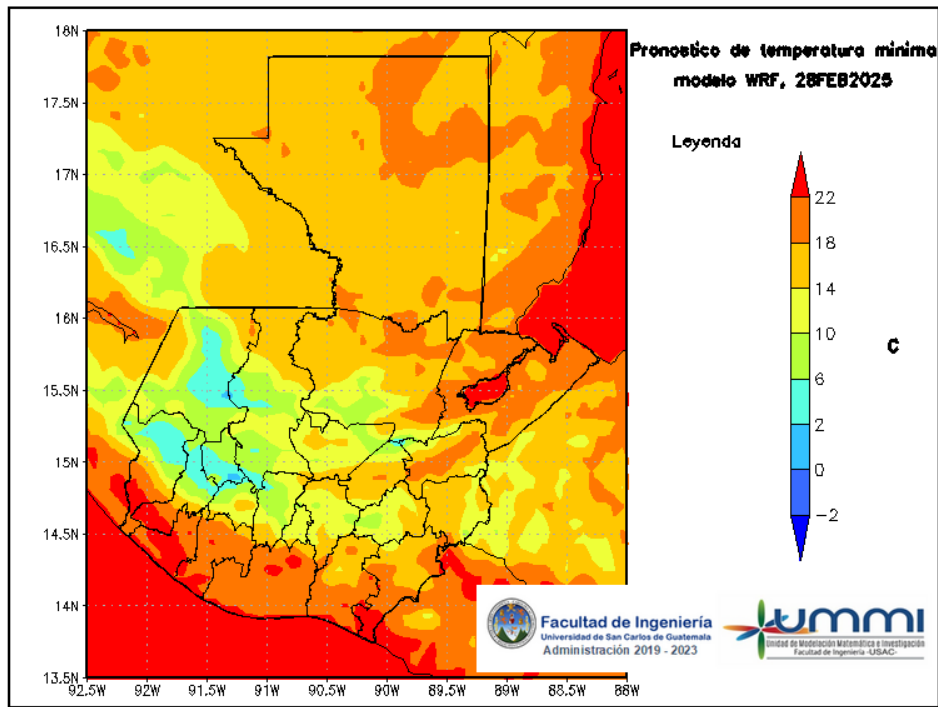 Pronostico de temperatura minima
modelo WRF, 28FEB2025
Leyenda
22
18
14
10
6
2
0
-2
C
18N
17.5N
17N
16.5N
16N
15.5N
15N
14.5N
14N
13.5N
92.5W
92W
91.5W
91W
90.5W
90W
89.5W
89W
88.5W
88W
Facultad de Ingeniería
Universidad de San Carlos de Guatemala
Administración 2019 - 2023
ummi
Unidad de Modelación Matemática e Investigación
Facultad de Ingeniería -USAC-